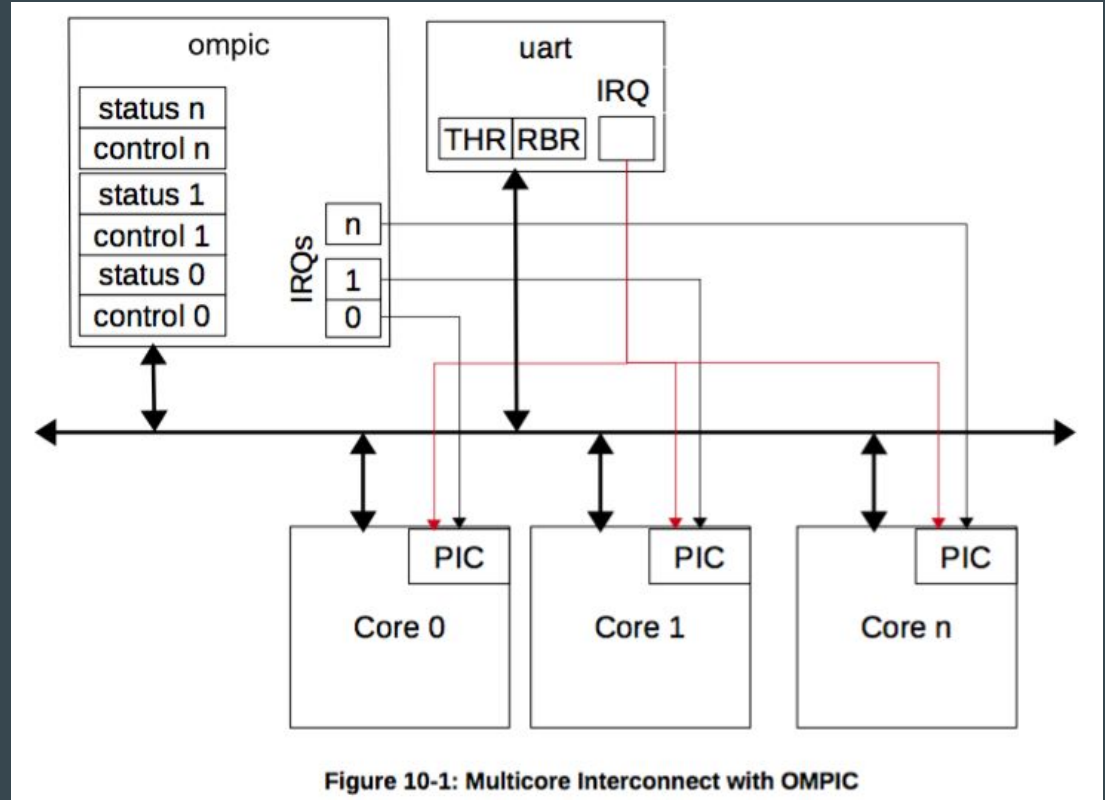 ompic
status n
control n
status 1
control 1
status 0
control 0
IRQs
n
1
0
uart
IRQ
THR RBR
PIC
Core 0
PIC
Core 1
PIC
Core n
Figure 10-1: Multicore Interconnect with OMPIC